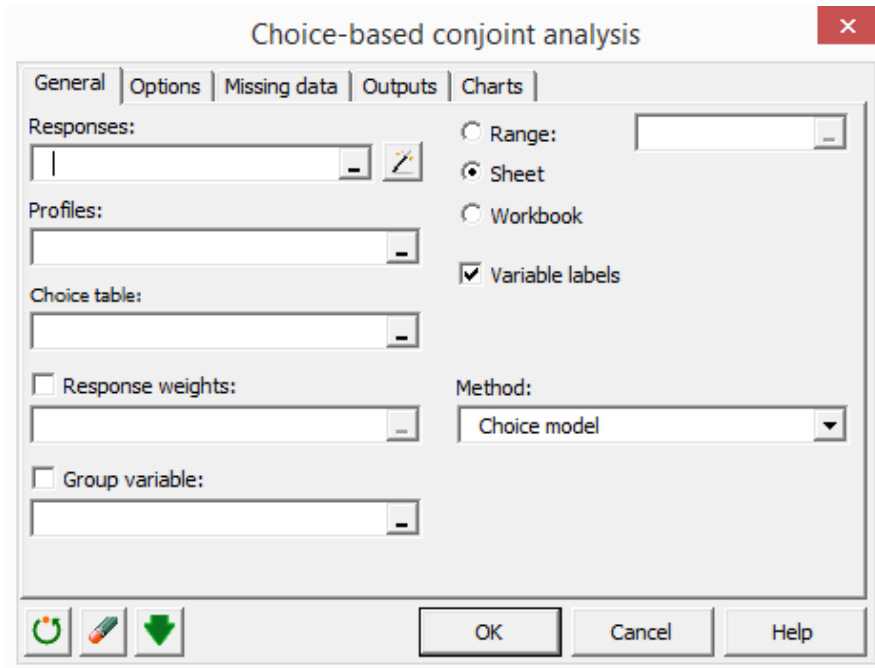 Choice-based conjoint analysis
General Options Missing data Outputs Charts
Responses:
Range:
Sheet
Profiles:
Workbook
Variable labels
Choice table:
Response weights:
Method:
Choice model
Group variable:
OK Cancel Help